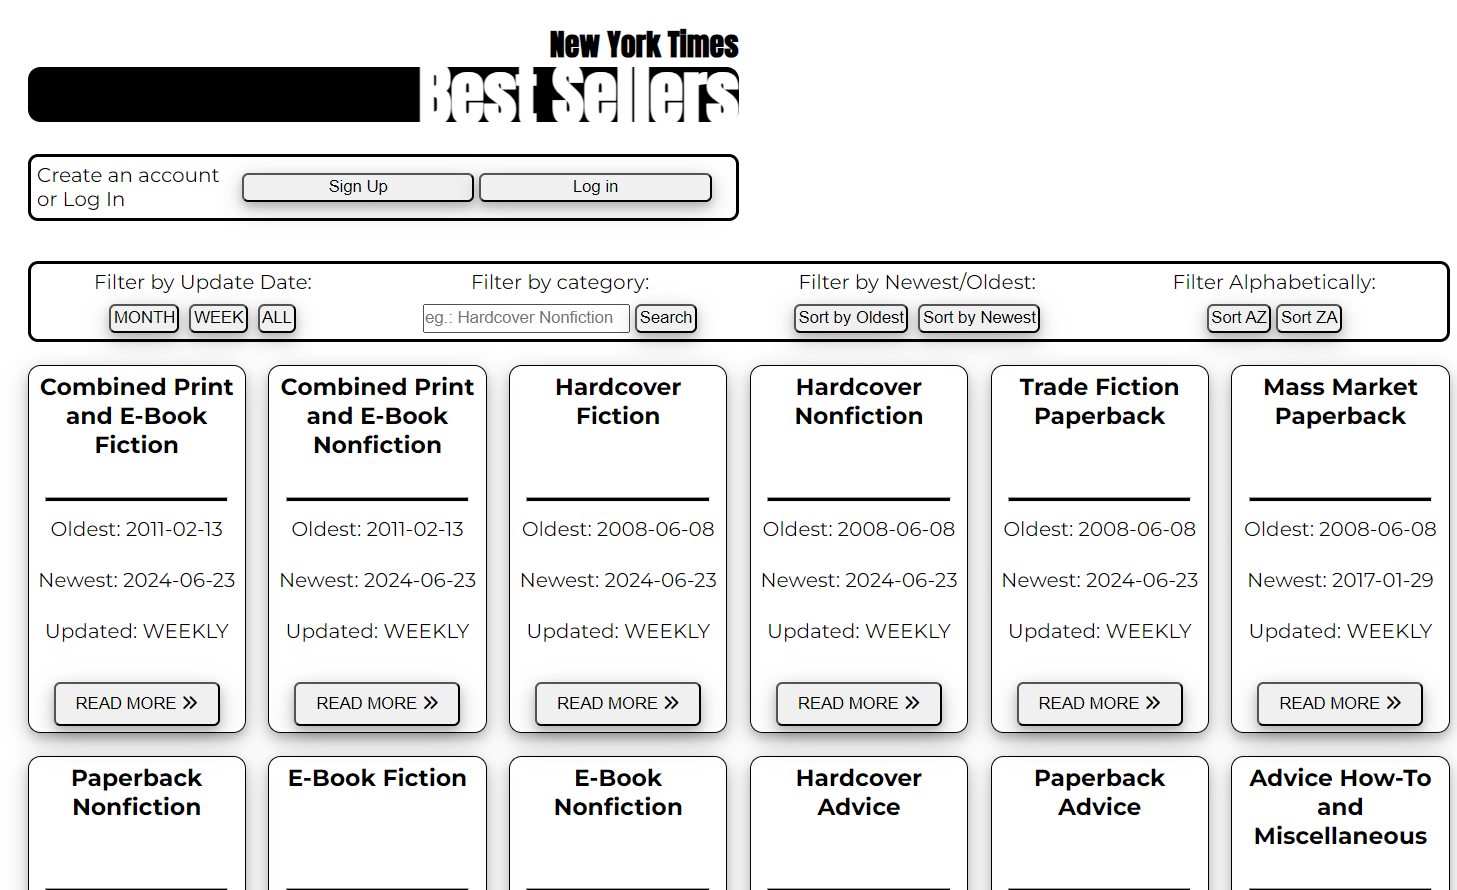 New York Times
Best Sellers
Create an account
or Log In
Sign Up
Log in
Filter by Update Date:
MONTH
WEEK
ALL
Filter by category:
eg.: Hardcover Nonfiction
Search
Filter by Newest/Oldest:
Sort by Oldest
Sort by Newest
Filter Alphabetically:
Sort AZ
Sort ZA
Combined Print
and E-Book
Fiction
Oldest: 2011-02-13
Newest: 2024-06-23
Updated: WEEKLY
READ MORE »
Combined Print
and E-Book
Nonfiction
Oldest: 2011-02-13
Newest: 2024-06-23
Updated: WEEKLY
READ MORE »
Hardcover
Fiction
Oldest: 2008-06-08
Newest: 2024-06-23
Updated: WEEKLY
READ MORE »
Hardcover
Nonfiction
Oldest: 2008-06-08
Newest: 2024-06-23
Updated: WEEKLY
READ MORE »
Trade Fiction
Paperback
Oldest: 2008-06-08
Newest: 2024-06-23
Updated: WEEKLY
READ MORE »
Mass Market
Paperback
Oldest: 2008-06-08
Newest: 2017-01-29
Updated: WEEKLY
READ MORE »
Paperback
Nonfiction
E-Book Fiction
E-Book
Nonfiction
Hardcover
Advice
Paperback
Advice
Advice How-To
and
Miscellaneous